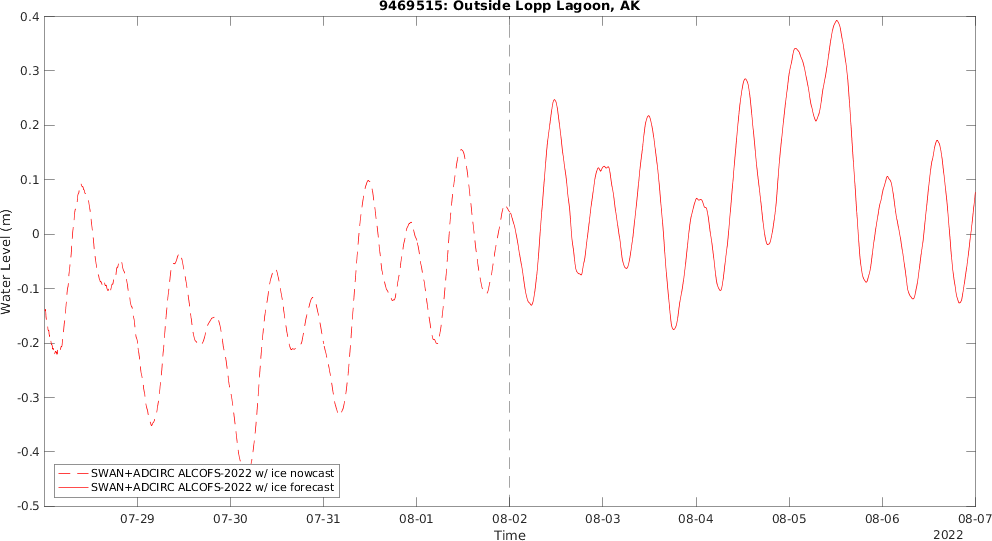 9469515: Outside Lopp Lagoon, AK
Water Level (m)
0.4
0.3
0.2
0.1
0
-0.1
-0.2
-0.3
-0.4
-0.5
SWAN+ADCIRC ALCOFS-2022 w/ ice nowcast
SWAN+ADCIRC ALCOFS-2022 w/ ice forecast
07-29 07-30 07-31 08-01 08-02 08-03 08-04 08-05 08-06 08-07
Time
2022